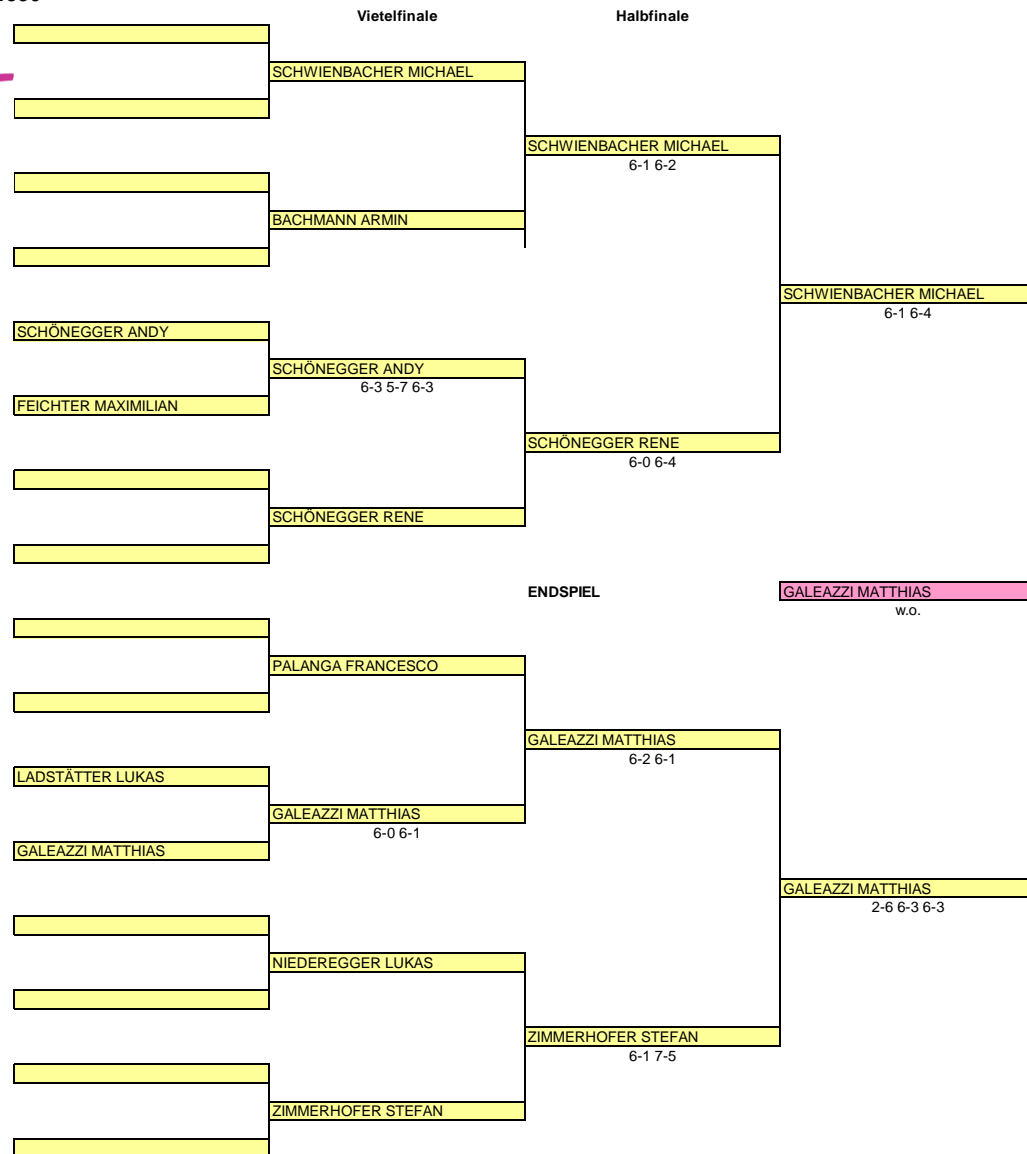 Vietelfinale Halbfinale
SCHWIENBACHER MICHAEL
SCHWIENBACHER MICHAEL
6-1 6-2
BACHMANN ARMIN
SCHWIENBACHER MICHAEL
6-1 6-4
SCHÖNEGGER ANDY
SCHÖNEGGER ANDY
6-3 5-7 6-3
FEICHTER MAXIMILIAN
SCHÖNEGGER RENE
6-0 6-4
SCHÖNEGGER RENE
ENDSPIEL GALEAZZI MATTHIAS
w.o.
PALANGA FRANCESCO
GALEAZZI MATTHIAS
6-2 6-1
LADSTÄTTER LUKAS
GALEAZZI MATTHIAS
6-0 6-1
GALEAZZI MATTHIAS
GALEAZZI MATTHIAS
2-6 6-3 6-3
NIEDEREGGER LUKAS
ZIMMERHOFER STEFAN
6-1 7-5
ZIMMERHOFER STEFAN